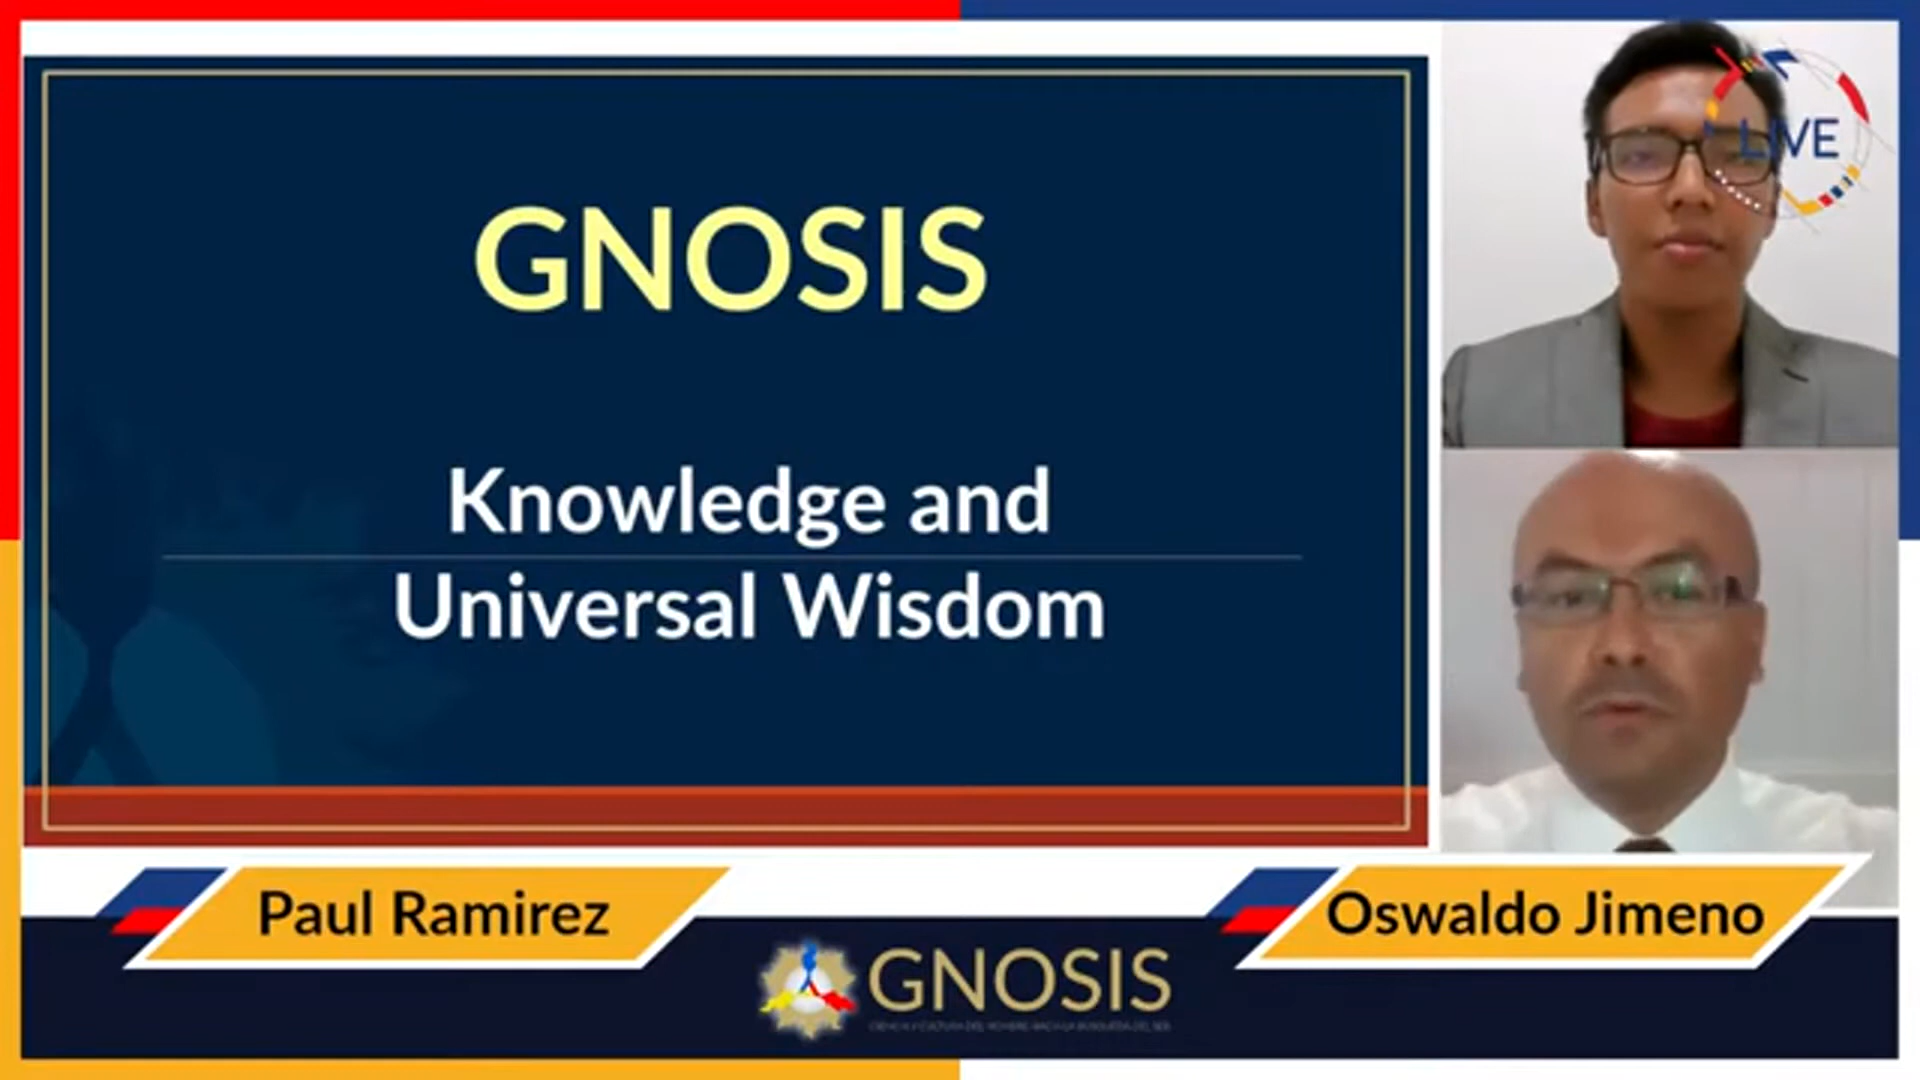 GNOSIS
Knowledge and
Universal Wisdom
LIVE
Paul Ramirez
Oswaldo Jimeno
GNOSIS